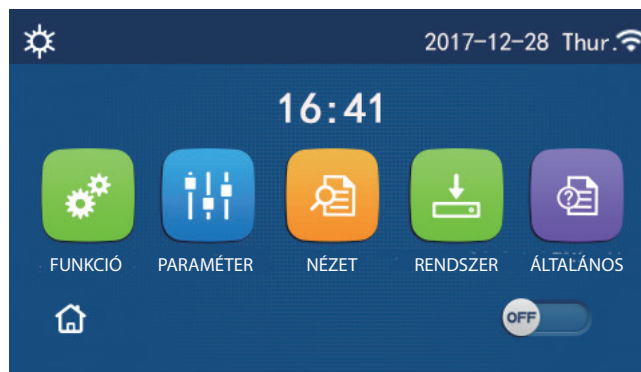 2017-12-28 Thur.
16:41
FUNKCIÓ PARAMÉTER NÉZET RENDSZER ÁLTALÁNOS
OFF